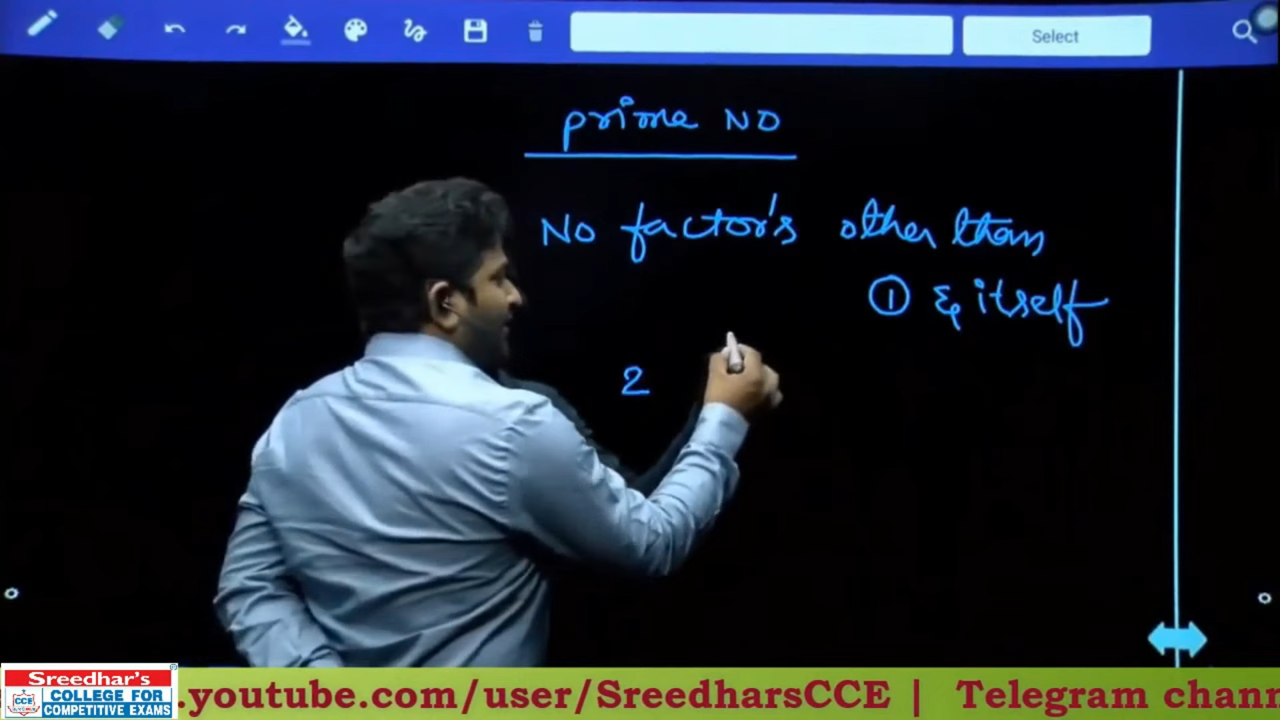 Select
prime NO
No factor's other than
① & itself
2
Sreedhar's
CCE
COLLEGE FOR
COMPETITIVE EXAMS
.youtube.com/user/SreedharsCCE | Telegram chann